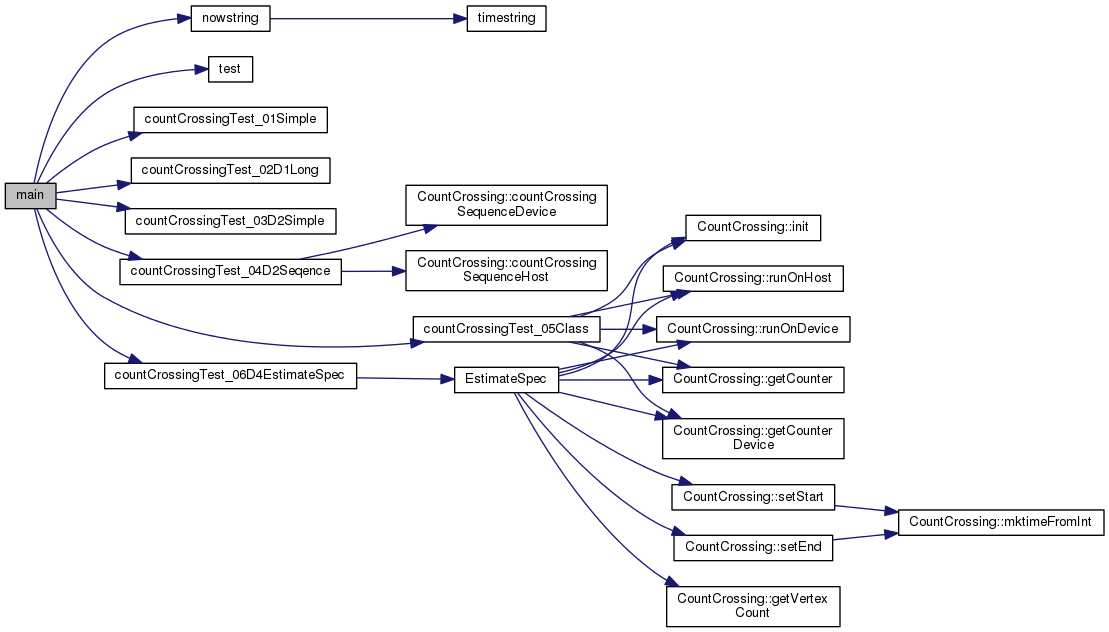 nowstring
timestring
test
countCrossingTest_01Simple
countCrossingTest_02D1Long
main
countCrossingTest_03D2Simple
CountCrossing::countCrossing
SequenceDevice
CountCrossing::init
countCrossingTest_04D2Seqence
CountCrossing::countCrossing
SequenceHost
CountCrossing::runOnHost
countCrossingTest_05Class
CountCrossing::runOnDevice
countCrossingTest_06D4EstimateSpec
EstimateSpec
CountCrossing::getCounter
CountCrossing::getCounter
Device
CountCrossing::setStart
CountCrossing::mktimeFromInt
CountCrossing::setEnd
CountCrossing::getVertex
Count